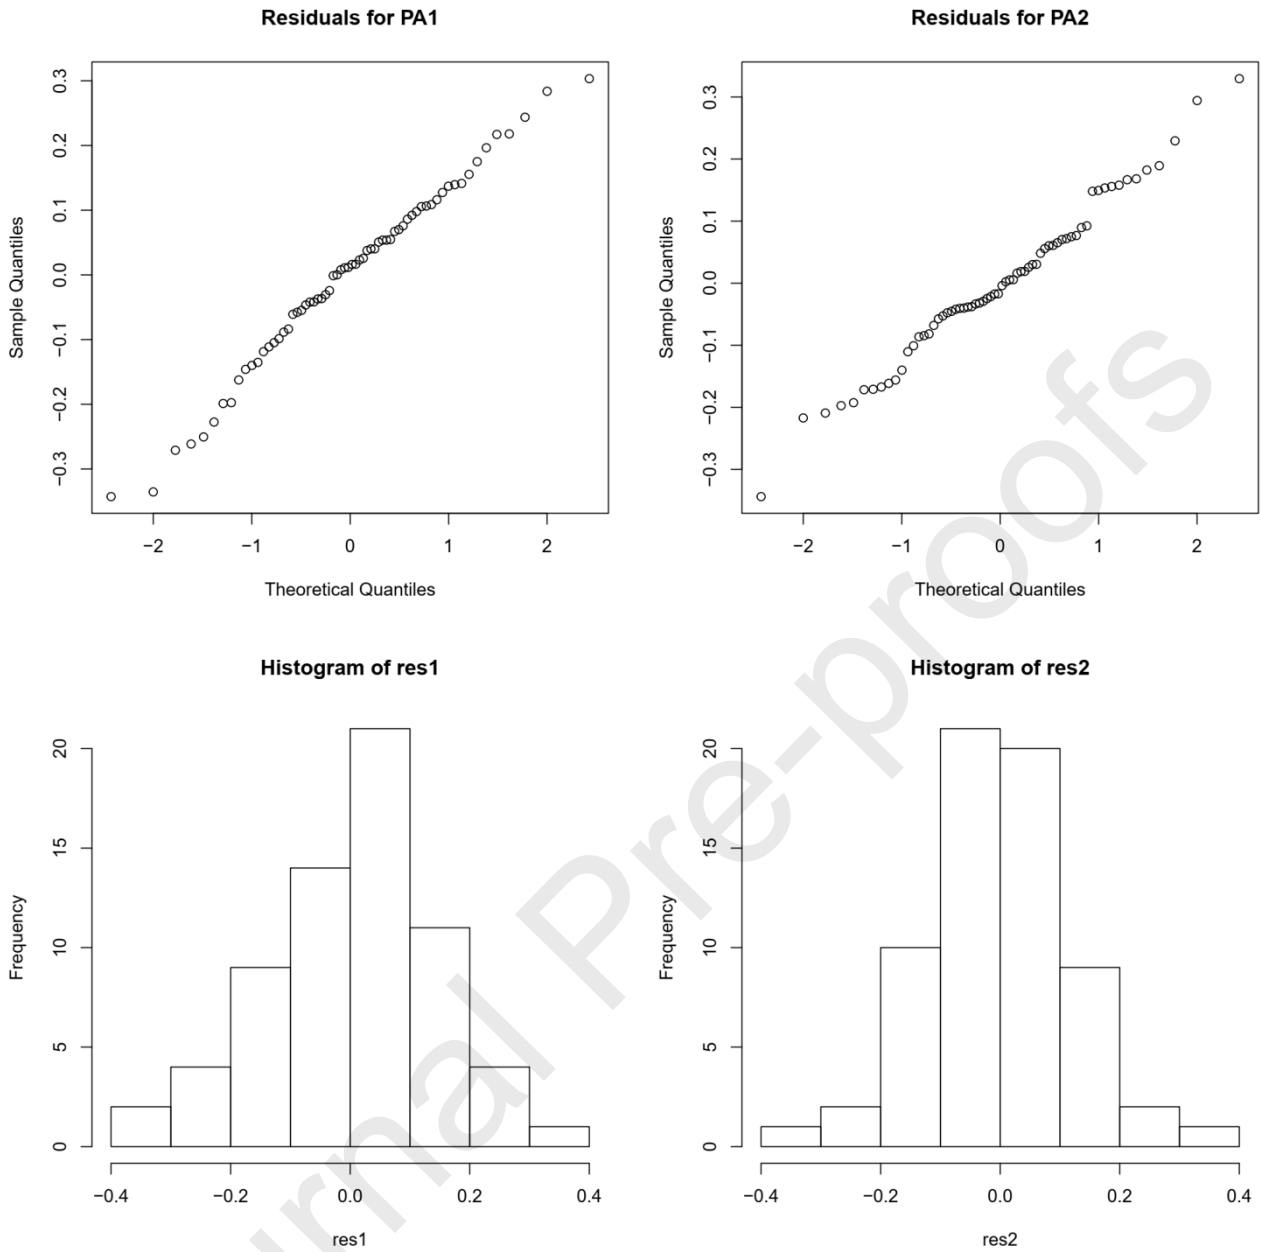 Residuals for PA1
Sample Quantiles
0.3
0.2
0.1
0.0
−0.1
−0.2
−0.3
−2 −1 0 1 2
Theoretical Quantiles
Residuals for PA2
Sample Quantiles
0.3
0.2
0.1
0.0
−0.1
−0.2
−0.3
−2 −1 0 1 2
Theoretical Quantiles
Histogram of res1
Frequency
20
15
10
5
0
−0.4 −0.2 0.0 0.2 0.4
res1
Histogram of res2
Frequency
20
15
10
5
0
−0.4 −0.2 0.0 0.2 0.4
res2
Pre-proofs